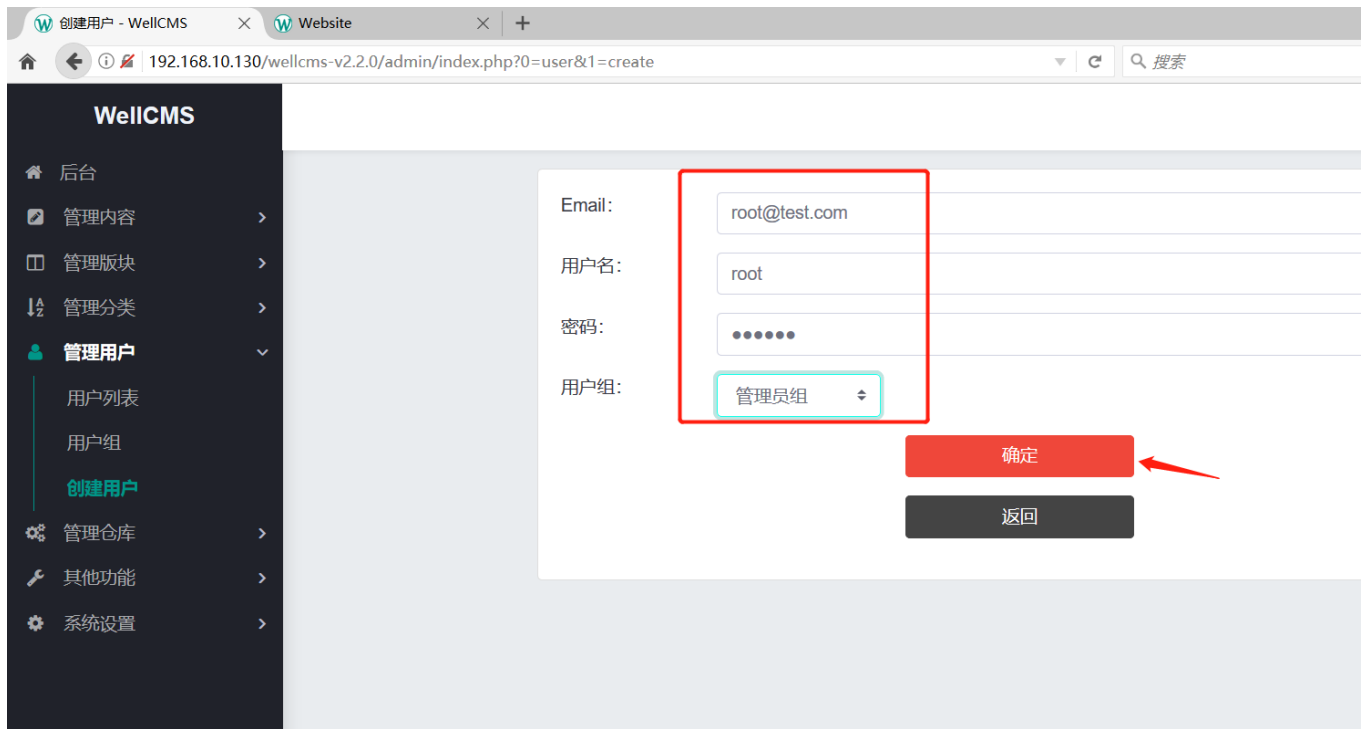 创建用户 - WellCMS
Website
192.168.10.130/wellcms-v2.2.0/admin/index.php?0=user&1=create
搜索
WellCMS
后台
管理内容
管理版块
管理分类
管理用户
用户列表
用户组
创建用户
管理仓库
其他功能
系统设置
Email:
root@test.com
用户名:
root
密码:
••••••
用户组:
管理员组
确定
返回